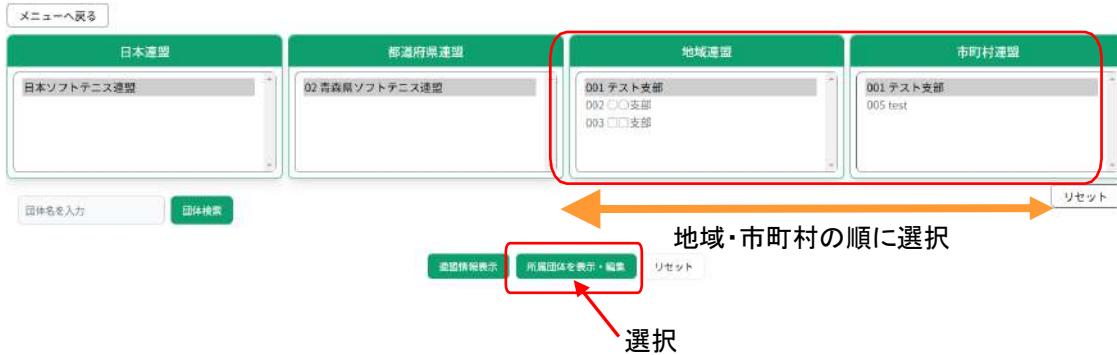 メニューへ戻る
日本連盟
都道府県連盟
地域連盟
市町村連盟
日本ソフトテニス連盟
02 青森県ソフトテニス連盟
001 テスト支部
002 〇〇支部
003 □□支部
001 テスト支部
005 test
団体名を入力
団体検索
リセット
地域・市町村の順に選択
連盟情報表示
所属団体を表示・編集
リセット
選択